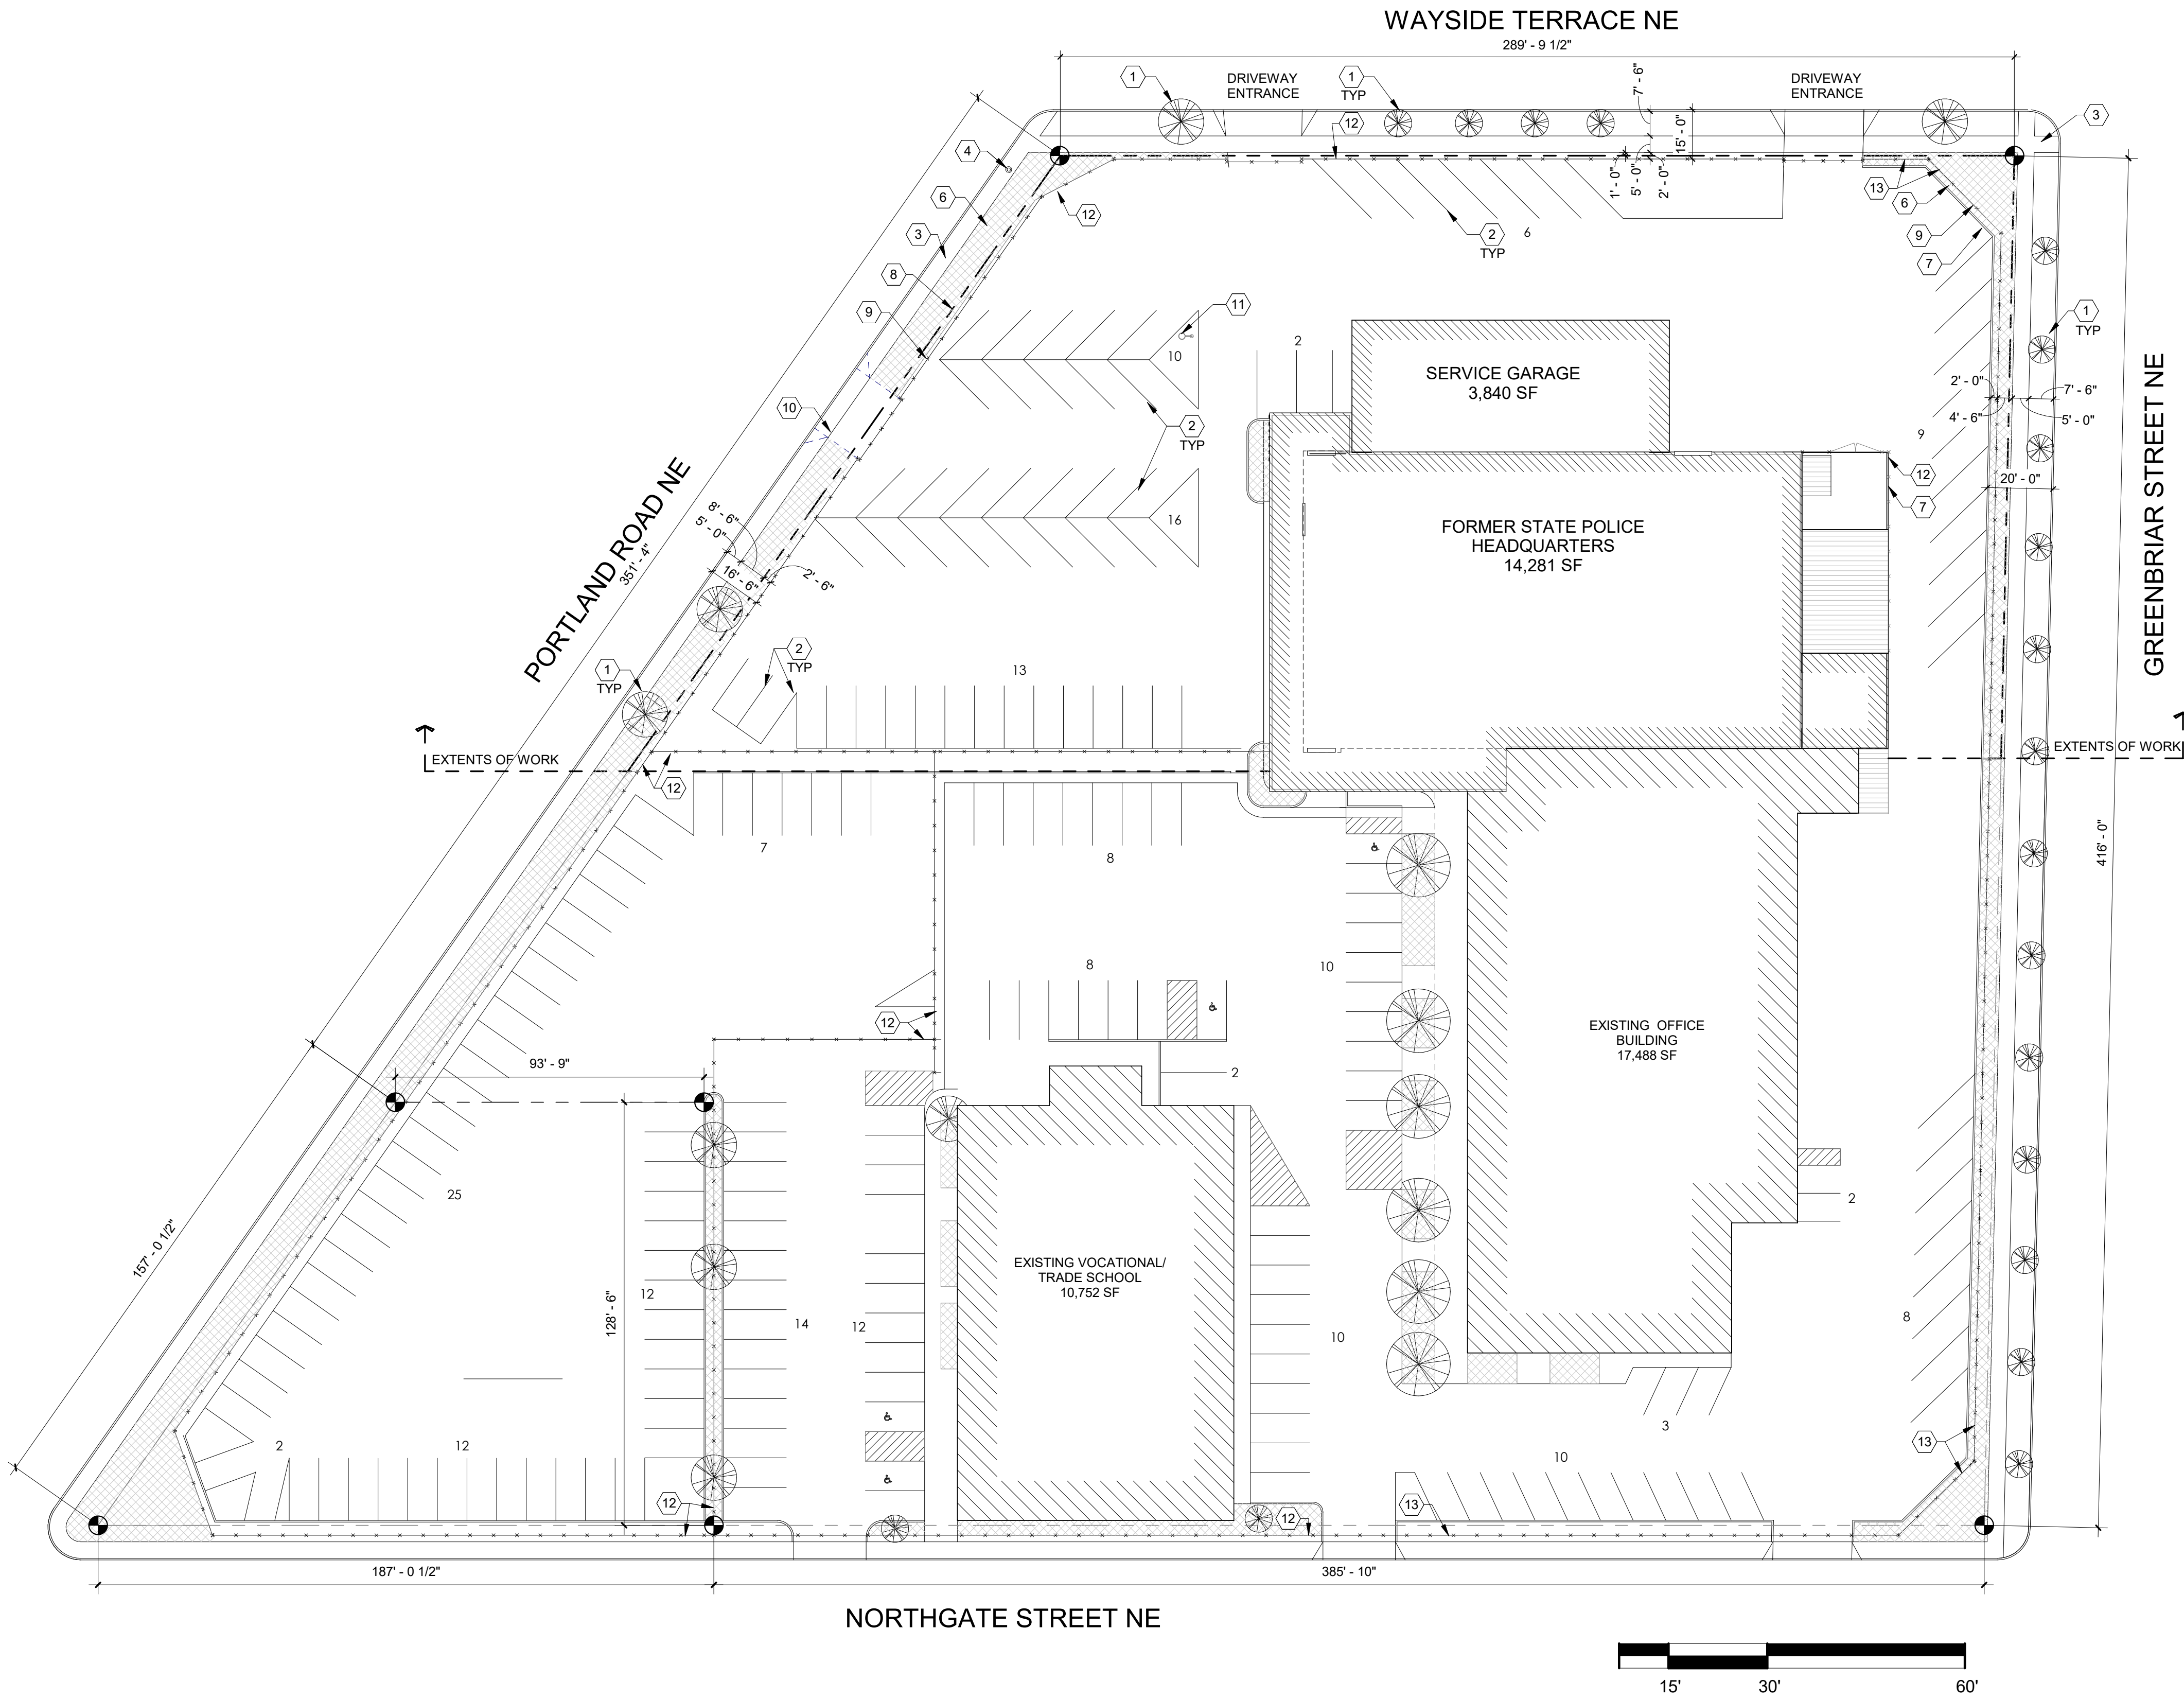 WAYSIDE TERRACE NE
289' - 9 1/2"
1
DRIVEWAY
ENTRANCE
1
TYP
12
7' - 6"
15' - 0"
DRIVEWAY
ENTRANCE
3
4
6
3
8
9
12
1' - 0"
5' - 0"
2' - 0"
13
6
9
7
2
TYP
6
11
10
2
1
TYP
GREENBRIAR STREET NE
SERVICE GARAGE
3,840 SF
10
2
TYP
2' - 0"
7' - 6"
4' - 6"
5' - 0"
9
12
20' - 0"
7
16
FORMER STATE POLICE
HEADQUARTERS
14,281 SF
PORTLAND ROAD NE
351' - 4"
8' - 6"
5' - 0"
16' - 6"
2' - 6"
2
TYP
1
TYP
13
EXTENTS OF WORK
EXTENTS OF WORK
12
7
8
416' - 0"
8
10
12
EXISTING OFFICE
BUILDING
17,488 SF
93' - 9"
2
157' - 0 1/2"
25
128' - 6"
12
14
12
EXISTING VOCATIONAL/
TRADE SCHOOL
10,752 SF
10
2
8
2
12
3
10
13
12
12
13
187' - 0 1/2"
385' - 10"
NORTHGATE STREET NE
15'
30'
60'